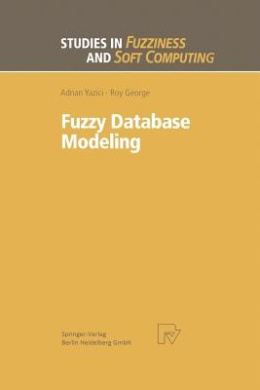 STUDIES IN FUZZINESS
AND SOFT COMPUTING
Adnan Yazici · Roy George
Fuzzy Database
Modeling
Springer-Verlag
Berlin Heidelberg GmbH